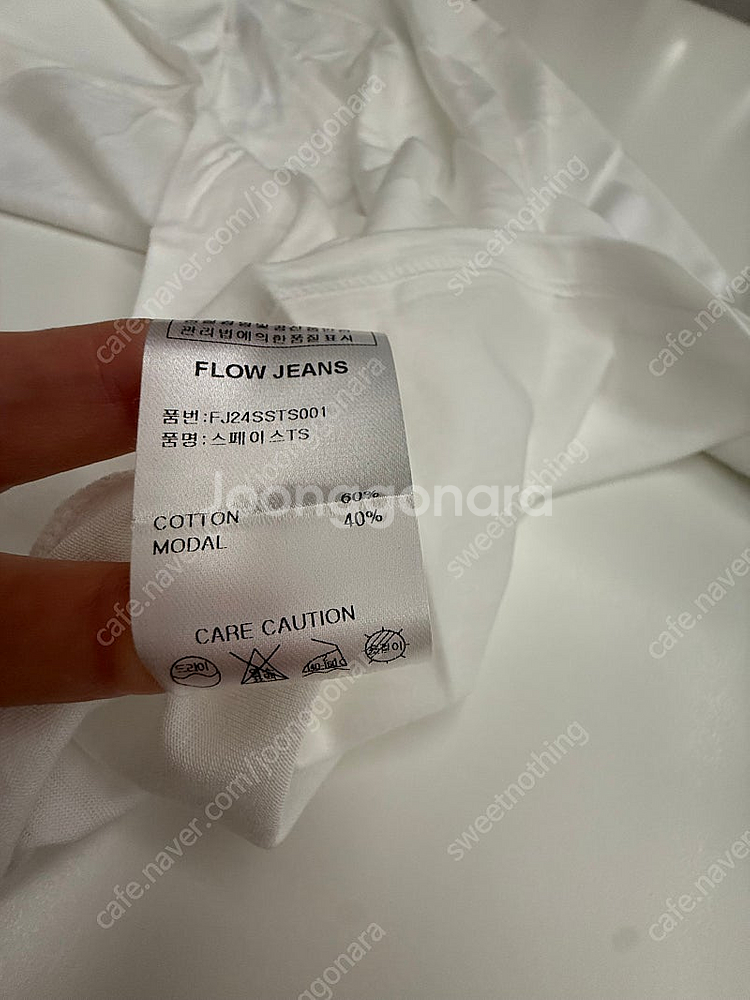 관리법에의한품질표시
FLOW JEANS
품번:FJ24SSTS001
품명:스페이스TS
COTTON 60%
MODAL 40%
CARE CAUTION
드라이
Joonggonara
cafe.naver.com/joonggonara
sweetnothing